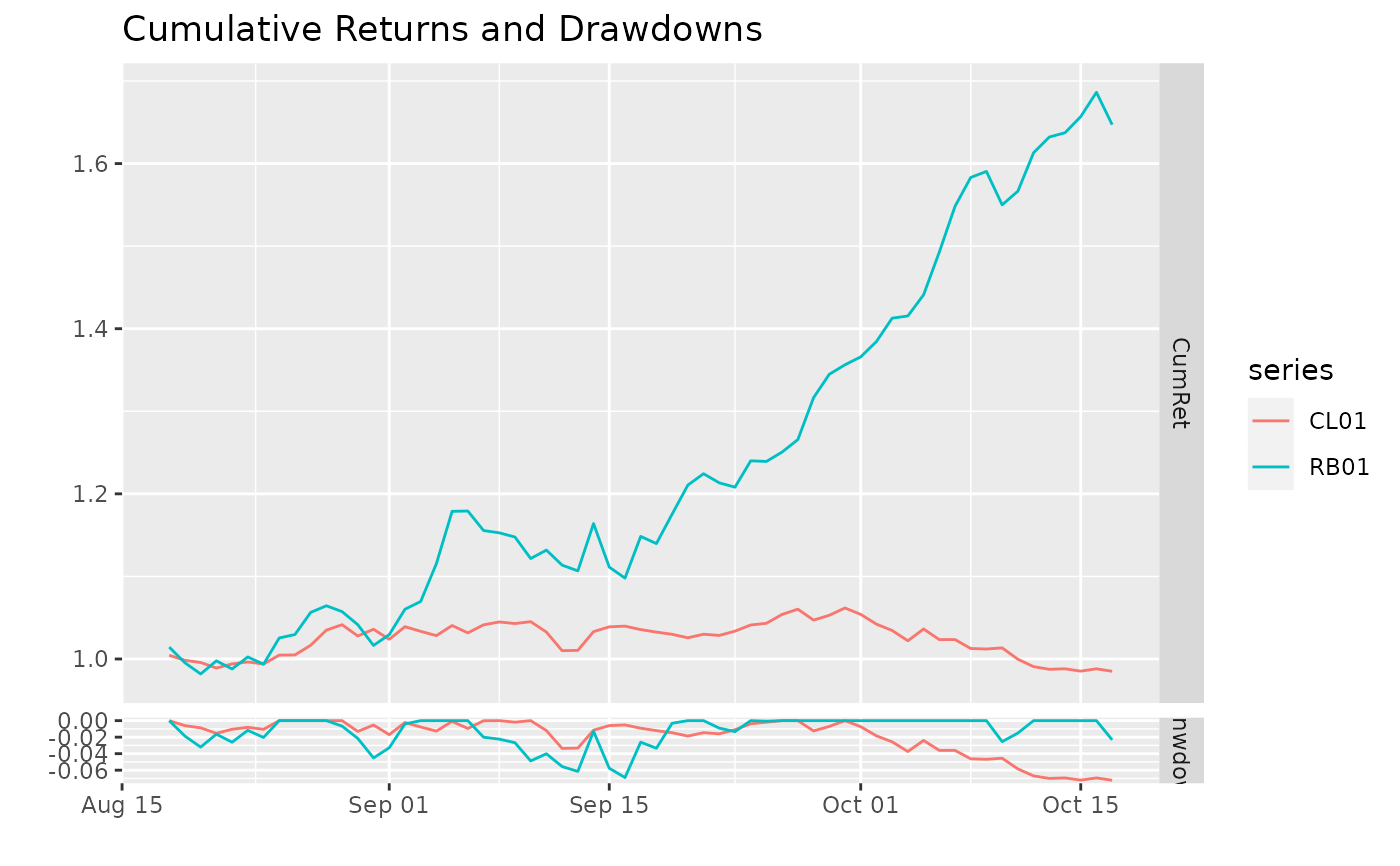 Cumulative Returns and Drawdowns
1.6
1.4
1.2
1.0
CumRet
0.00
-0.02
-0.04
-0.06
Aug 15
Sep 01
Sep 15
Oct 01
Oct 15
series
CL01
RB01